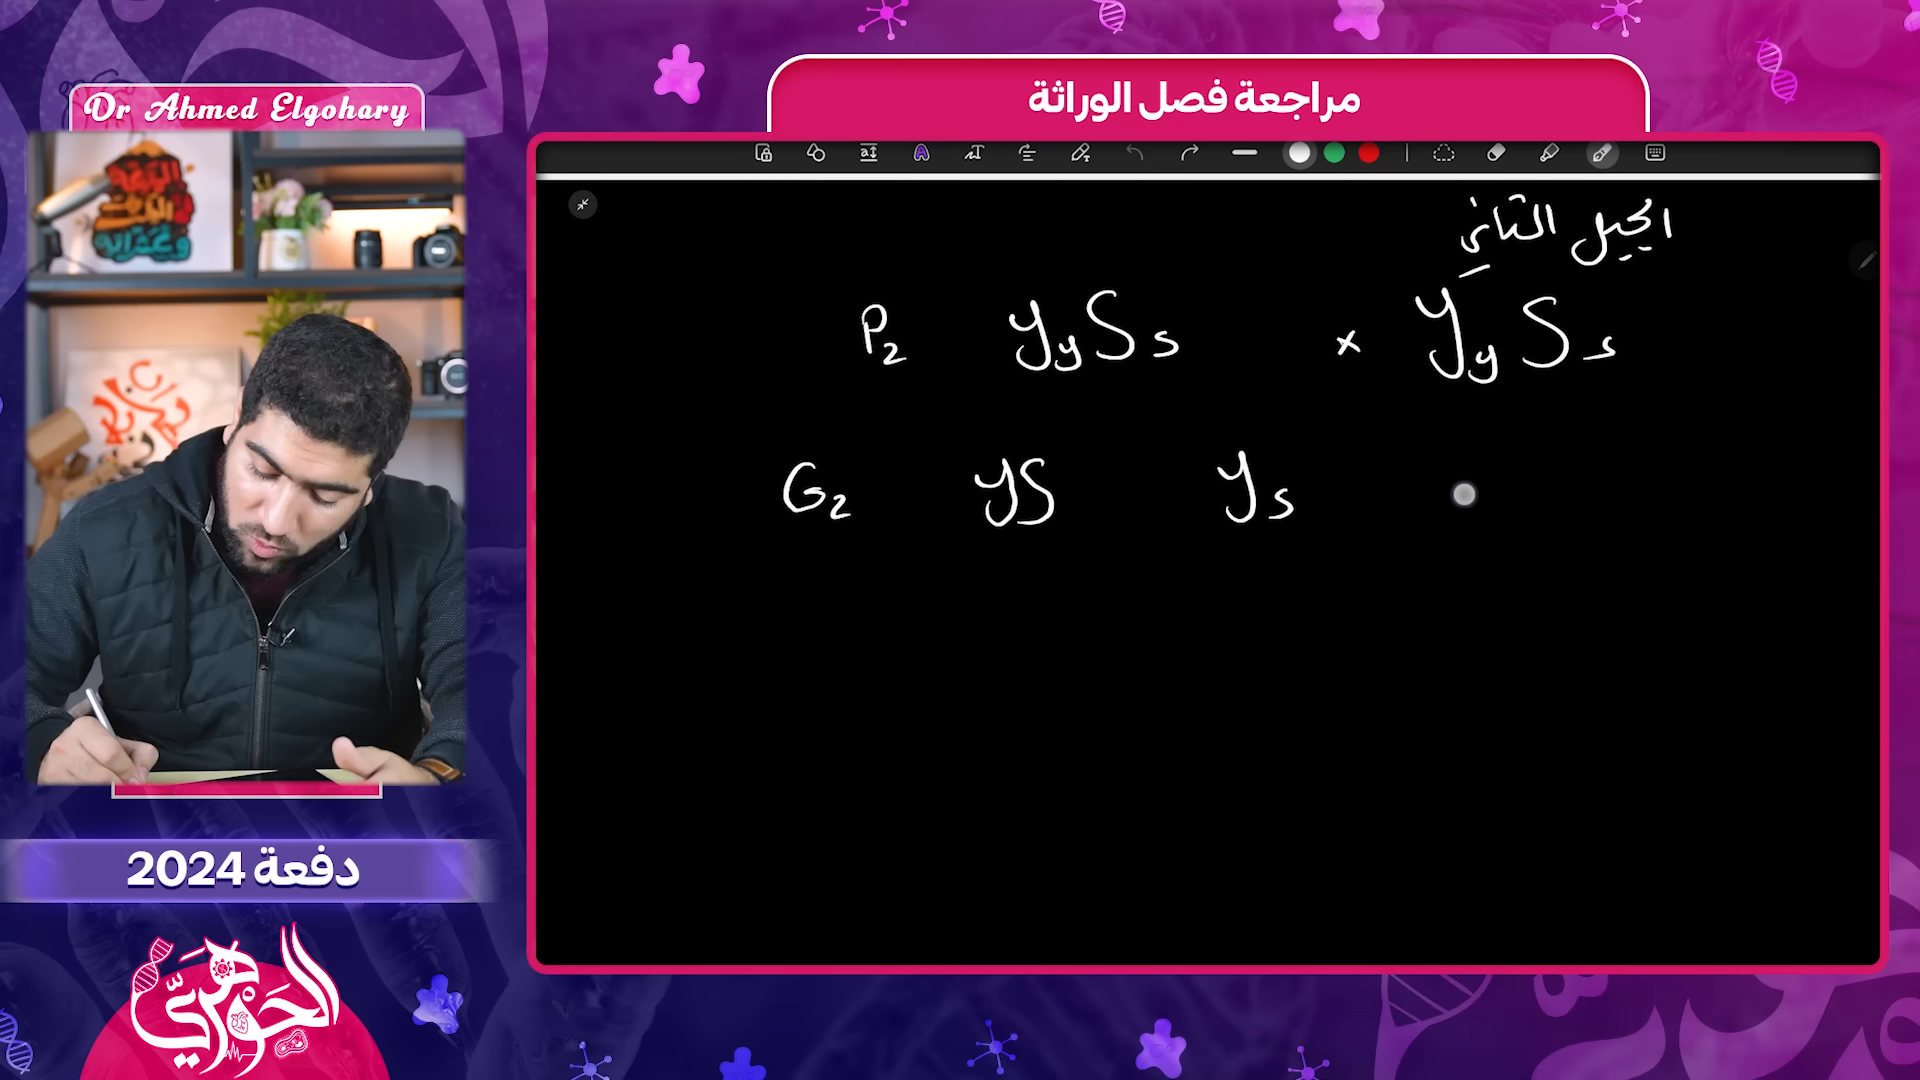 Dr Ahmed Elgohary
مراجعة فصل الوراثة
الجيل الثاني
P2 YySs × YySs
G2 YS Ys
دفعة 2024
الجوهري